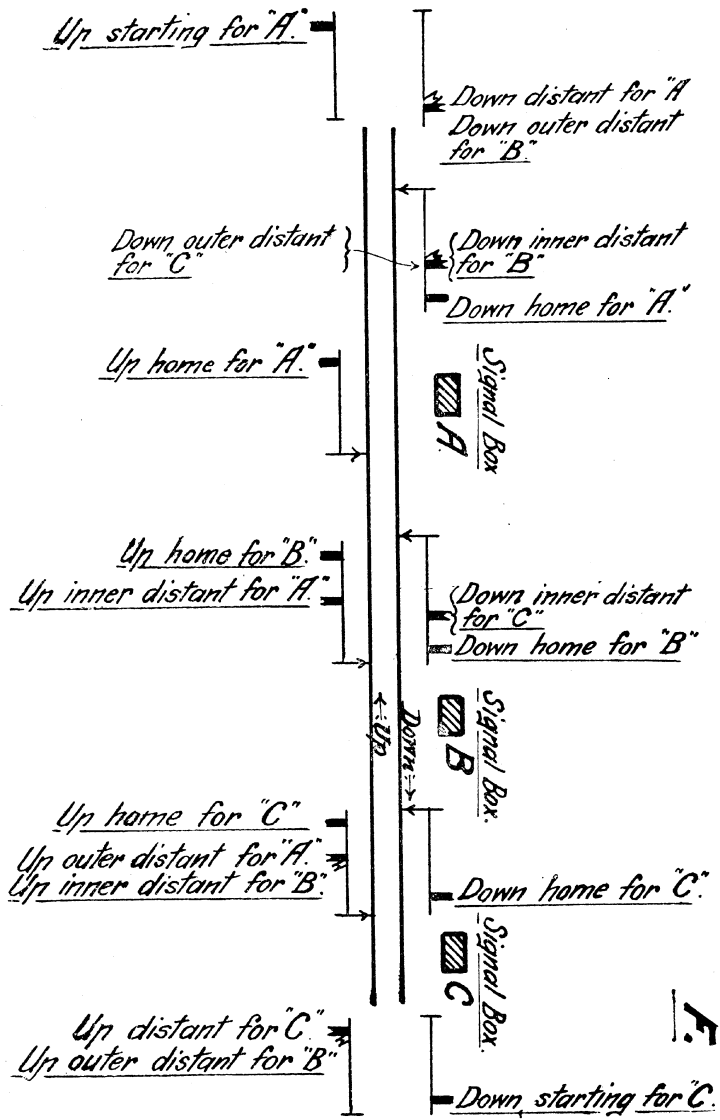 Up starting for "A".
Down distant for "A
Down outer distant
for "B."
Down outer distant
for "C"
Down inner distant
for "B"
Down home for "A."
Up home for "A."
Signal Box
A
Up home for "B."
Up inner distant for "A."
Down inner distant
for "C"
Down home for "B"
Up
Down
Signal Box.
B
Up home for "C"
Up outer distant for "A."
Up inner distant for "B".
Down home for "C".
Signal Box.
C
F.
Up distant for "C"
Up outer distant for "B"
Down starting for "C.